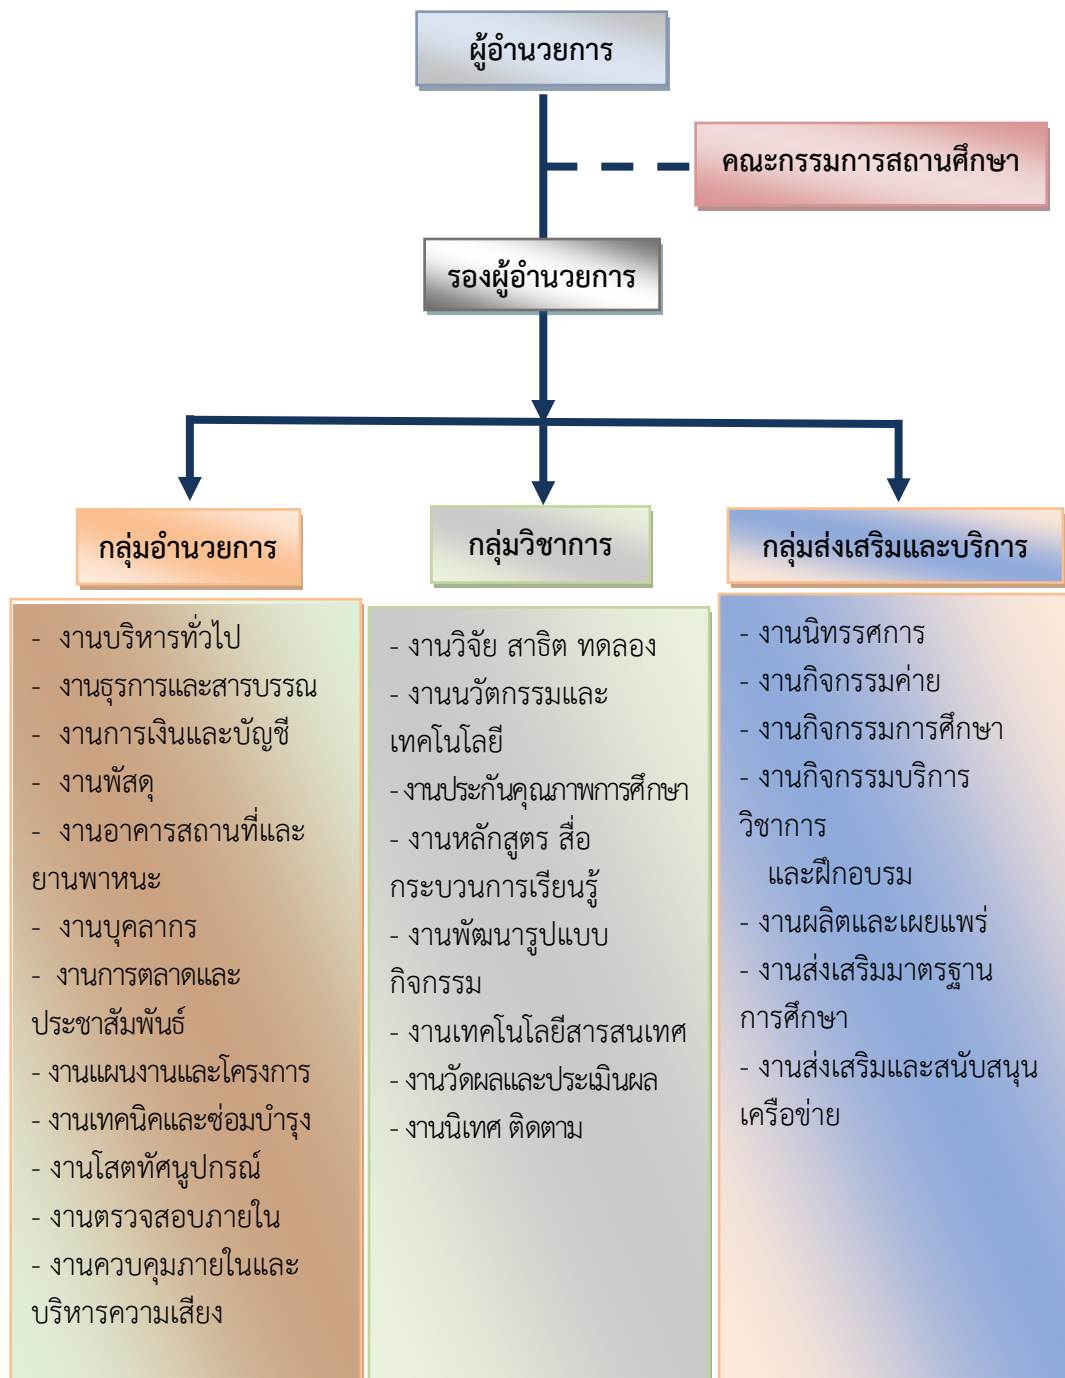 ผู้อำนวยการ
คณะกรรมการสถานศึกษา
รองผู้อำนวยการ
กลุ่มอำนวยการ
- งานบริหารทั่วไป
- งานธุรการและสารบรรณ
- งานการเงินและบัญชี
- งานพัสดุ
- งานอาคารสถานที่และ
ยานพาหนะ
- งานบุคลากร
- งานการตลาดและ
ประชาสัมพันธ์
- งานแผนงานและโครงการ
- งานเทคนิคและซ่อมบำรุง
- งานโสตทัศนูปกรณ์
- งานตรวจสอบภายใน
- งานควบคุมภายในและ
บริหารความเสียง
กลุ่มวิชาการ
- งานวิจัย สาธิต ทดลอง
- งานนวัตกรรมและ
เทคโนโลยี
- งานประกันคุณภาพการศึกษา
- งานหลักสูตร สื่อ
กระบวนการเรียนรู้
- งานพัฒนารูปแบบ
กิจกรรม
- งานเทคโนโลยีสารสนเทศ
- งานวัดผลและประเมินผล
- งานนิเทศ ติดตาม
กลุ่มส่งเสริมและบริการ
- งานนิทรรศการ
- งานกิจกรรมค่าย
- งานกิจกรรมการศึกษา
- งานกิจกรรมบริการ
วิชาการ
และฝึกอบรม
- งานผลิตและเผยแพร่
- งานส่งเสริมมาตรฐาน
การศึกษา
- งานส่งเสริมและสนับสนุน
เครือข่าย